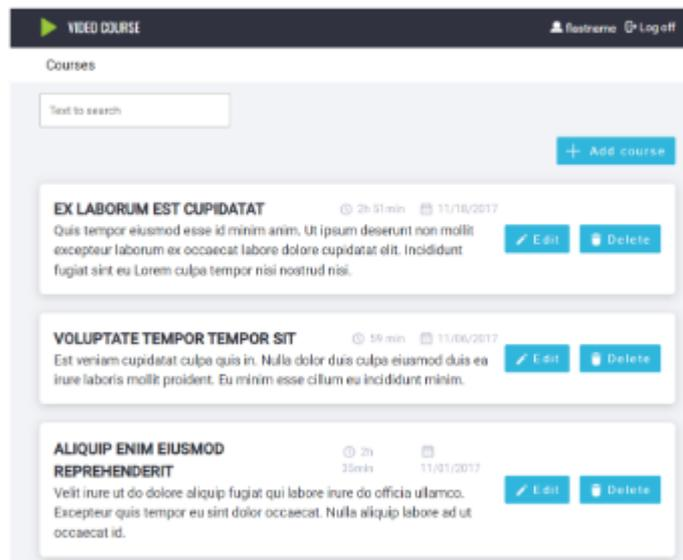 VIDEO COURSE
Log off
Courses
Text to search
+ Add course
EX LABORUM EST CUPIDATAT 2h 51min 11/18/2017
Quis tempor eiusmod esse id minim anim. Ut ipsum deserunt non mollit
excepteur laborum ex occaecat labore dolore cupidatat elit. Incididunt
fugiat sint eu Lorem culpa tempor nisi nostrud nisi.
Edit Delete
VOLUPTATE TEMPOR TEMPOR SIT 59 min 11/06/2017
Est veniam cupidatat culpa quis in. Nulla dolor duis culpa eiusmod duis ea
irure laboris mollit proident. Eu minim esse cillum eu incididunt minim.
Edit Delete
ALIQUIP ENIM EIUSMOD
REPREHENDERIT
2h
35min
11/01/2017
Velit irure ut do dolore aliquip fugiat qui labore irure do officia ullamco.
Excepteur quis tempor eu sint dolor occaecat. Nulla aliquip labore ad ut
occaecat id.
Edit Delete